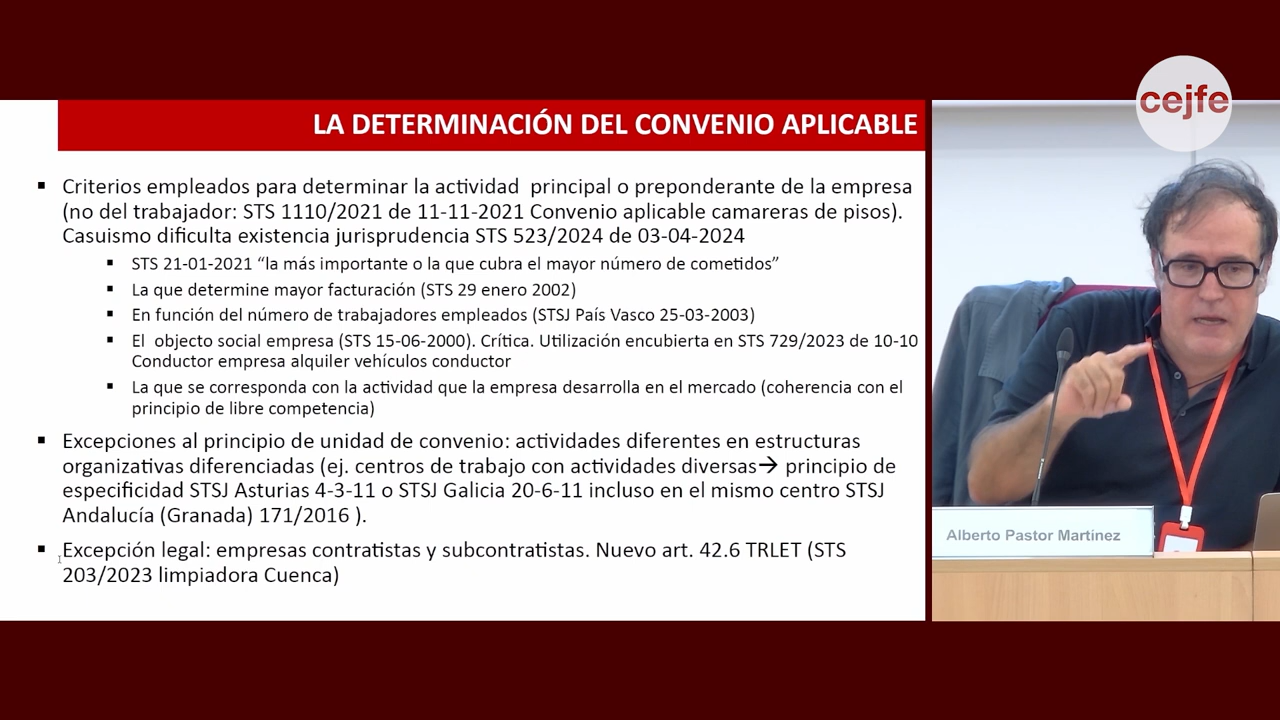 cejfe
LA DETERMINACIÓN DEL CONVENIO APLICABLE
▪ Criterios empleados para determinar la actividad principal o preponderante de la empresa
(no del trabajador: STS 1110/2021 de 11-11-2021 Convenio aplicable camareras de pisos).
Casuismo dificulta existencia jurisprudencia STS 523/2024 de 03-04-2024
▪ STS 21-01-2021 “la más importante o la que cubra el mayor número de cometidos”
▪ La que determine mayor facturación (STS 29 enero 2002)
▪ En función del número de trabajadores empleados (STSJ País Vasco 25-03-2003)
▪ El objecto social empresa (STS 15-06-2000). Crítica. Utilización encubierta en STS 729/2023 de 10-10
Conductor empresa alquiler vehículos conductor
▪ La que se corresponda con la actividad que la empresa desarrolla en el mercado (coherencia con el
principio de libre competencia)
▪ Excepciones al principio de unidad de convenio: actividades diferentes en estructuras
organizativas diferenciadas (ej. centros de trabajo con actividades diversas→ principio de
especificidad STSJ Asturias 4-3-11 o STSJ Galicia 20-6-11 incluso en el mismo centro STSJ
Andalucía (Granada) 171/2016 ).
▪ Excepción legal: empresas contratistas y subcontratistas. Nuevo art. 42.6 TRLET (STS
203/2023 limpiadora Cuenca)
Alberto Pastor Martínez